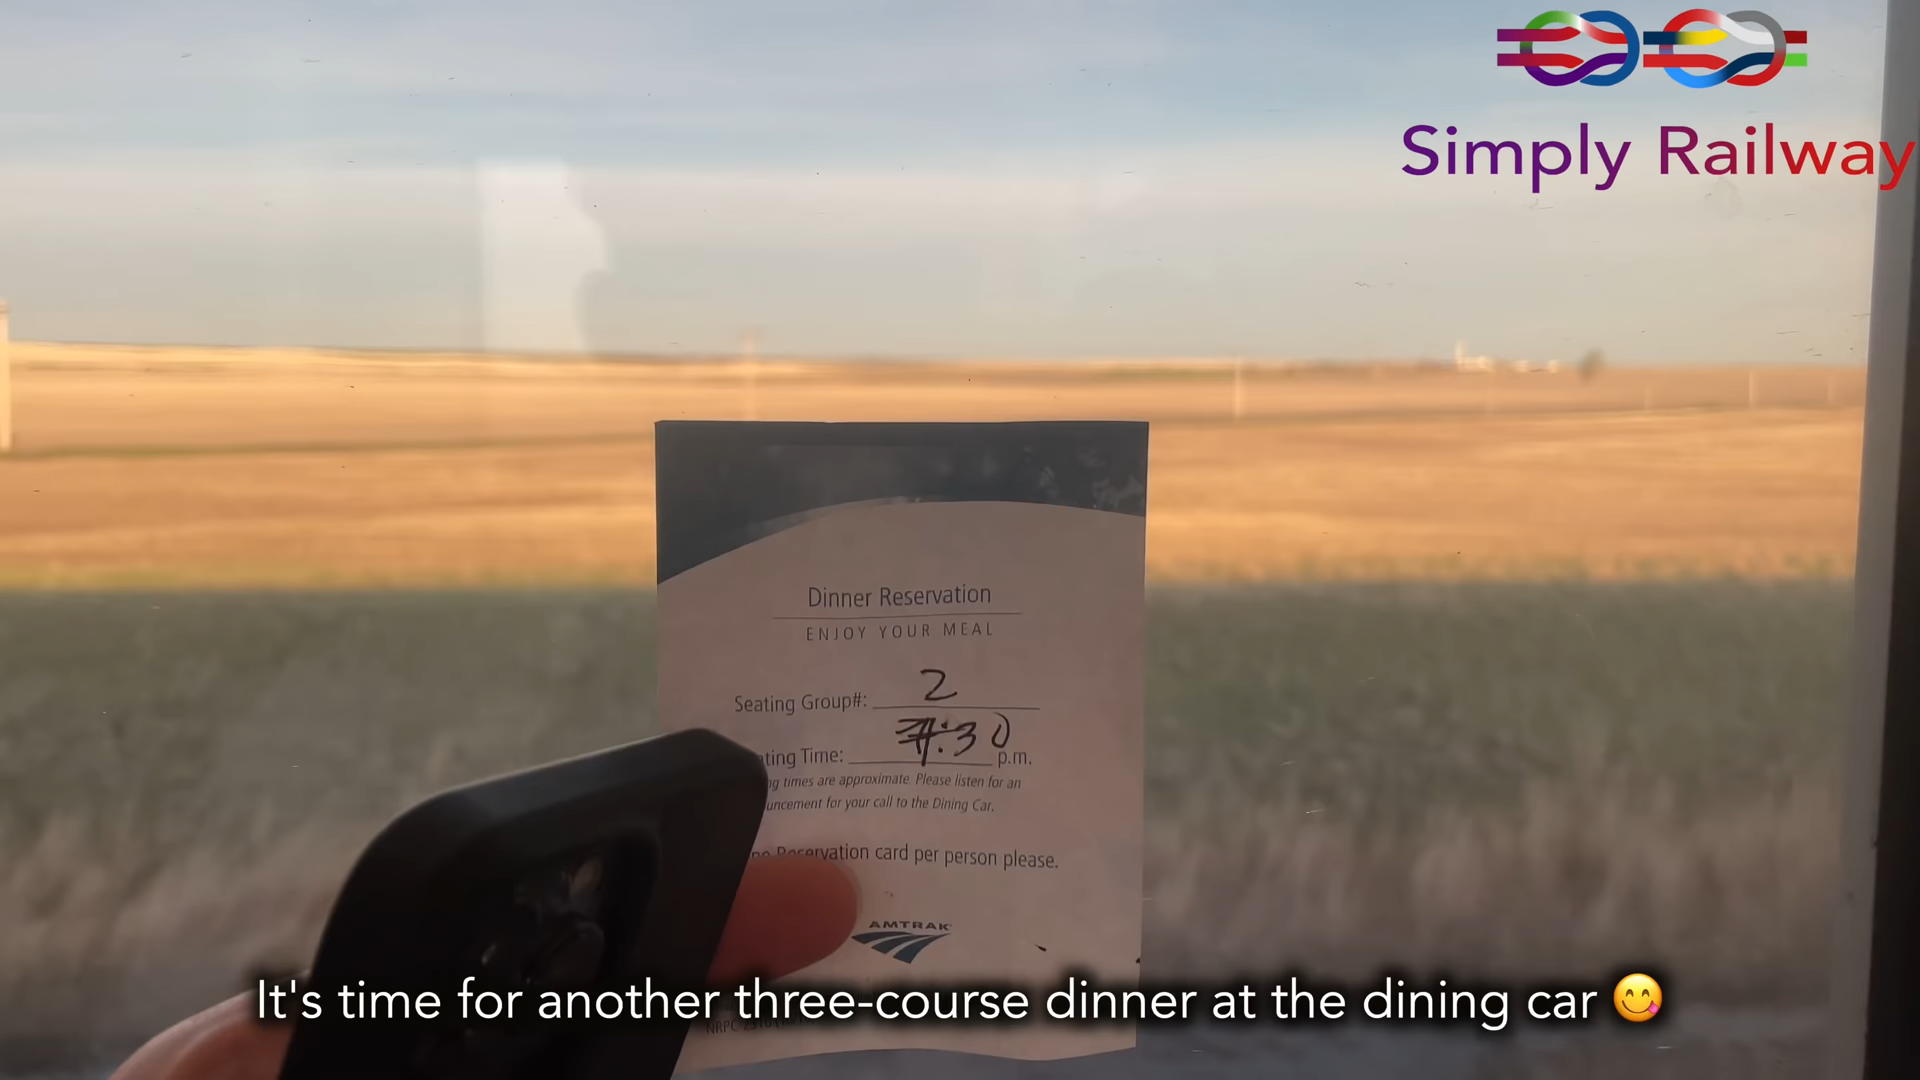 Simply Railway
Dinner Reservation
ENJOY YOUR MEAL
Seating Group#: 2
Time: :30 p.m.
times are approximate. Please listen for an
for your call to the Dining Car.
Reservation card per person please.
AMTRAK
It's time for another three-course dinner at the dining car 😋